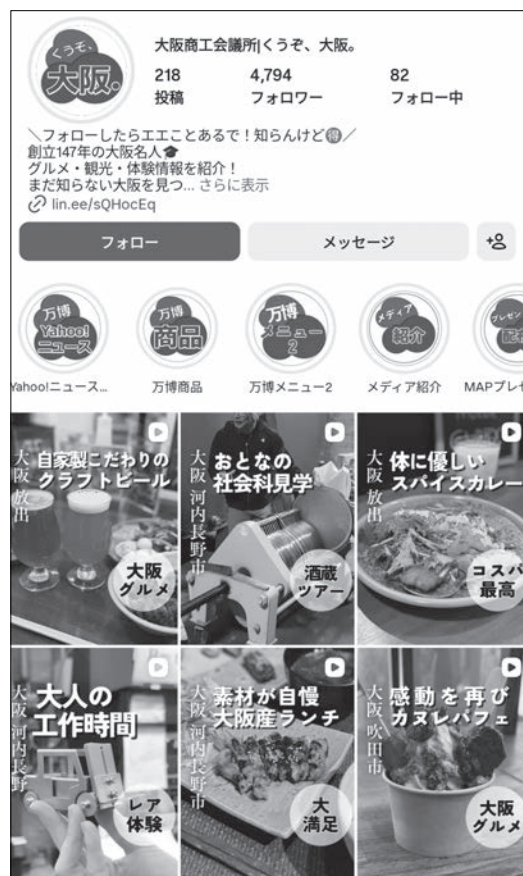 くうぞ、
大阪。
大阪商工会議所|くうぞ、大阪。
218 4,794 82
投稿 フォロワー フォロー中
＼フォローしたらエエことあるで！知らんけど🉐／
創立147年の大阪名人🎓
グルメ・観光・体験情報を紹介！
まだ知らない大阪を見つ... さらに表示
lin.ee/sQHocEq
フォロー メッセージ
万博
Yahoo!
ニュース
万博
商品
万博
メニュー
2
メディア
紹介
プレゼン
配布
Yahoo!ニュース... 万博商品 万博メニュー2 メディア紹介 MAPプレゼ
大阪 放出
自家製こだわりの
クラフトビール
大阪
グルメ
大阪 河内長野市
おとなの
社会科見学
酒蔵
ツアー
大阪 放出
体に優しい
スパイスカレー
コスパ
最高
大阪 河内長野
大人の
工作時間
レア
体験
大阪 河内長野市
素材が自慢
大阪産ランチ
大
満足
大阪 吹田市
感動を再び
カヌレパフェ
大阪
グルメ